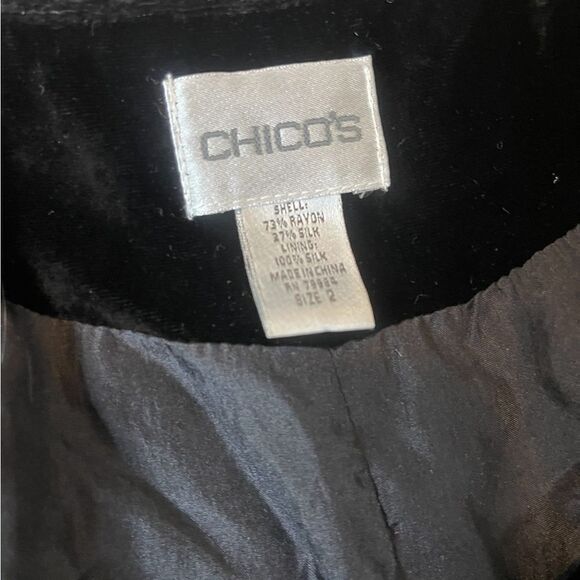 CHICO'S
SHELL:
73% RAYON
27% SILK
LINING:
100% SILK
MADE IN CHINA
RN 79984
SIZE 2